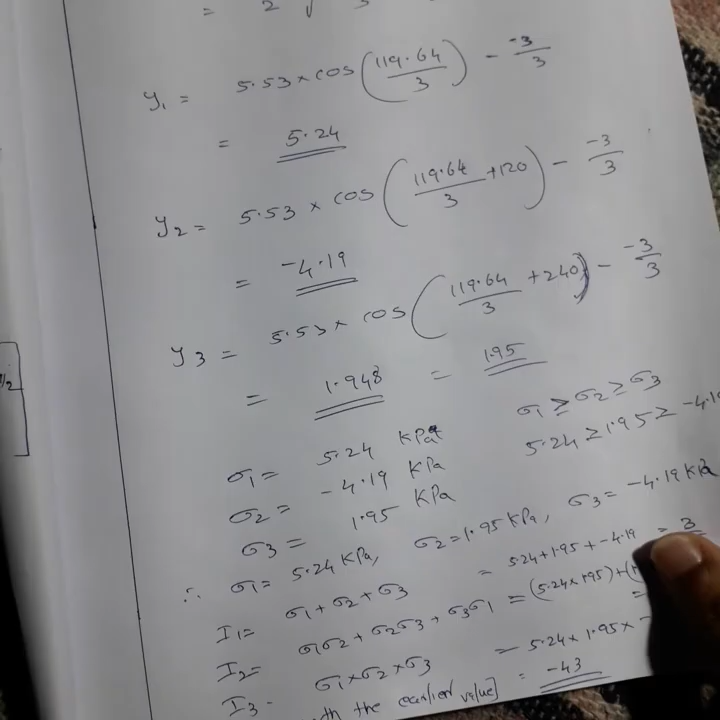 = 2 √ 3
y₁ = 5.53 × cos (119.64/3) - -3/3
= 5.24
y₂ = 5.53 × cos (119.64/3 + 120) - -3/3
= -4.19
y₃ = 5.53 × cos (119.64/3 + 240) - -3/3
= 1.948 = 1.95
σ₁ = 5.24 KPa
σ₁ ≥ σ₂ ≥ σ₃
σ₂ = -4.19 KPa
5.24 ≥ 1.95 ≥ -4.19
σ₃ = 1.95 KPa
∴ σ₁ = 5.24 KPa, σ₂ = 1.95 KPa, σ₃ = -4.19 KPa
I₁ = σ₁ + σ₂ + σ₃ = 5.24 + 1.95 + -4.19 = 3
I₂ = σ₁σ₂ + σ₂σ₃ + σ₃σ₁ = (5.24 × 1.95) + (
=
I₃ = σ₁ × σ₂ × σ₃ = 5.24 × 1.95 × -
the earlier value] = -43